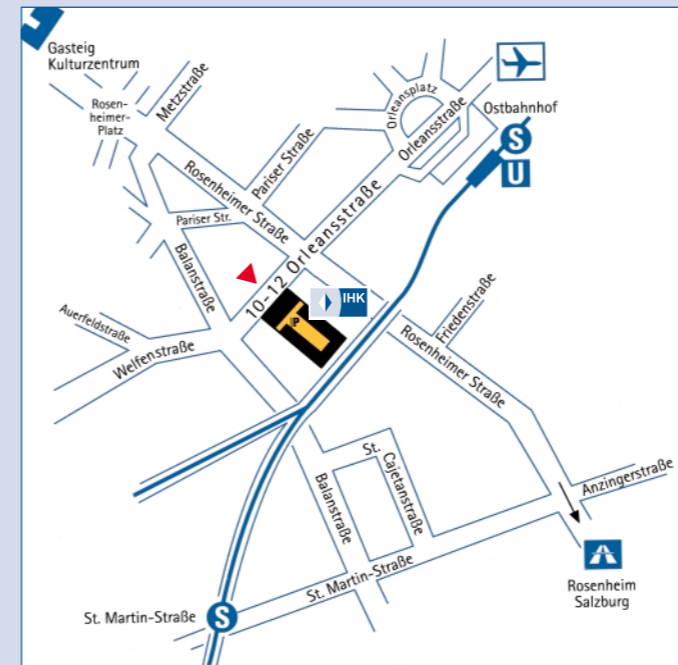 Gasteig
Kulturzentrum
Rosen-
heimer-
Platz
Metzstraße
Orleansplatz
Orleansstraße
Ostbahnhof
S
U
Pariser Straße
Rosenheimer Straße
Pariser Str.
10-12 Orleansstraße
Balanstraße
IHK
P
Auerfeldstraße
Welfenstraße
Friedenstraße
Rosenheimer Straße
St.
Cajetanstraße
Balanstraße
Anzingerstraße
St. Martin-Straße
Rosenheim
Salzburg
St. Martin-Straße
S